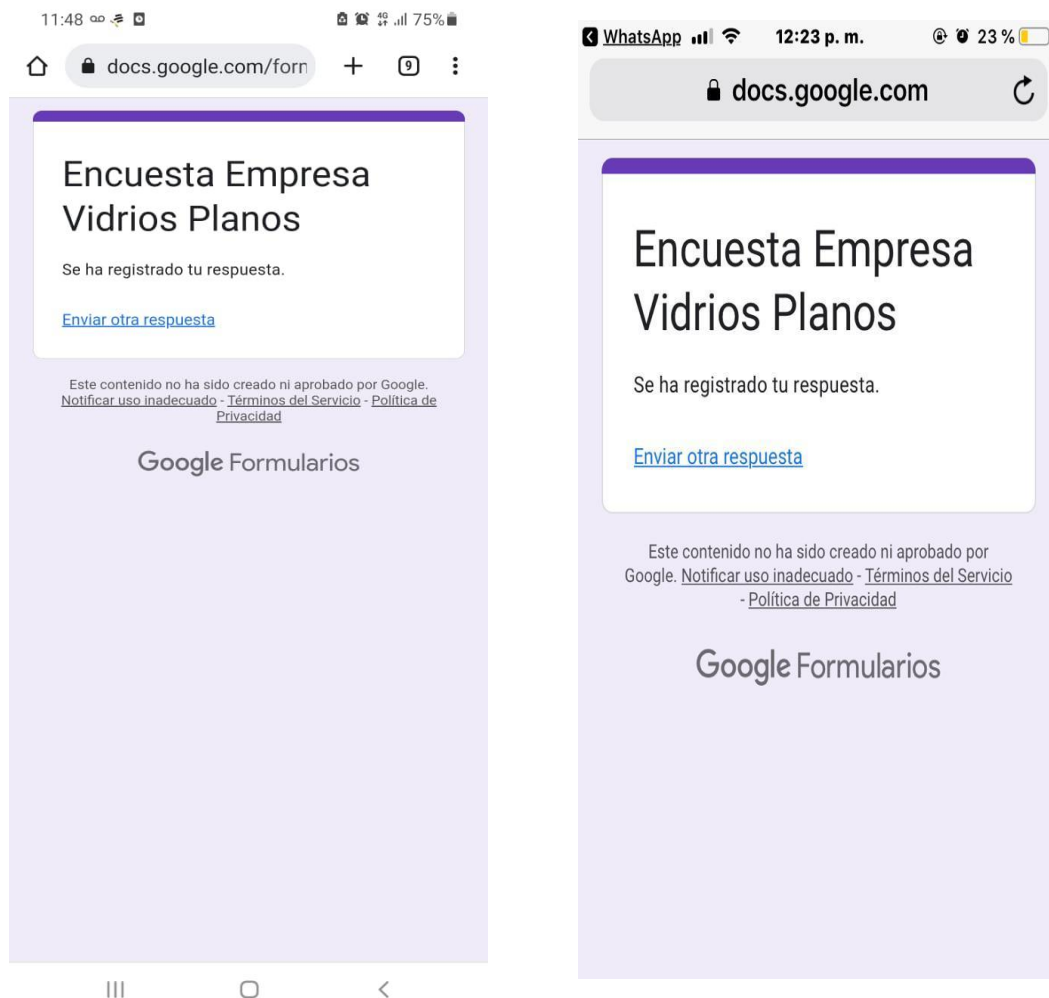 11:48
4G
75%
docs.google.com/forn
9
Encuesta Empresa
Vidrios Planos
Se ha registrado tu respuesta.
Enviar otra respuesta
Este contenido no ha sido creado ni aprobado por Google.
Notificar uso inadecuado - Términos del Servicio - Política de
Privacidad
Google Formularios
WhatsApp 12:23 p. m. 23 %
docs.google.com
Encuesta Empresa
Vidrios Planos
Se ha registrado tu respuesta.
Enviar otra respuesta
Este contenido no ha sido creado ni aprobado por
Google. Notificar uso inadecuado - Términos del Servicio
- Política de Privacidad
Google Formularios